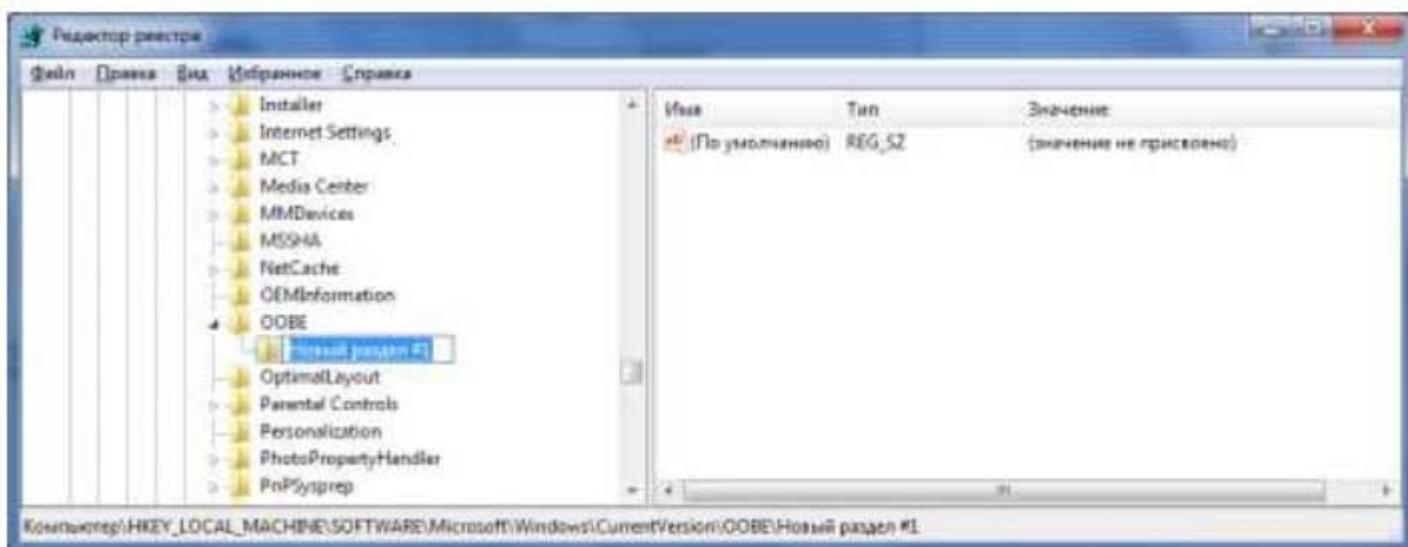 Редактор реестра
Файл Правка Вид Избранное Справка
Installer
Internet Settings
MCT
Media Center
MMDevices
MSSHA
NetCache
OEMInformation
OOBE
Новый раздел #1
OptimalLayout
Parental Controls
Personalization
PhotoPropertyHandler
PnPSysprep
Имя Тип Значение
ab (По умолчанию) REG_SZ (значение не присвоено)
Компьютер\HKEY_LOCAL_MACHINE\SOFTWARE\Microsoft\Windows\CurrentVersion\OOBE\Новый раздел #1